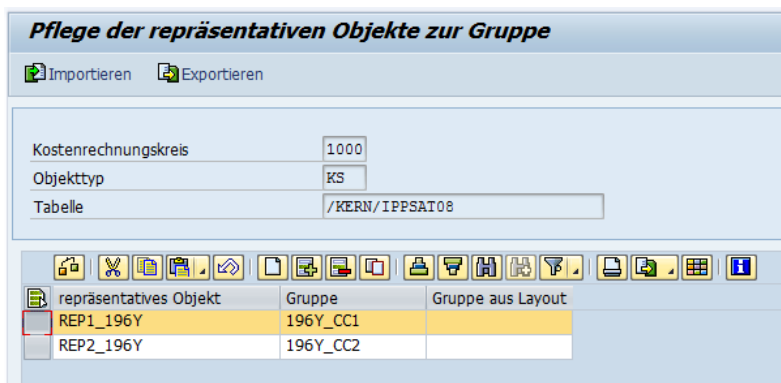 Pflege der repräsentativen Objekte zur Gruppe
Importieren Exportieren
Kostenrechnungskreis 1000
Objekttyp KS
Tabelle /KERN/IPPSAT08
repräsentatives Objekt Gruppe Gruppe aus Layout
REP1_196Y 196Y_CC1
REP2_196Y 196Y_CC2